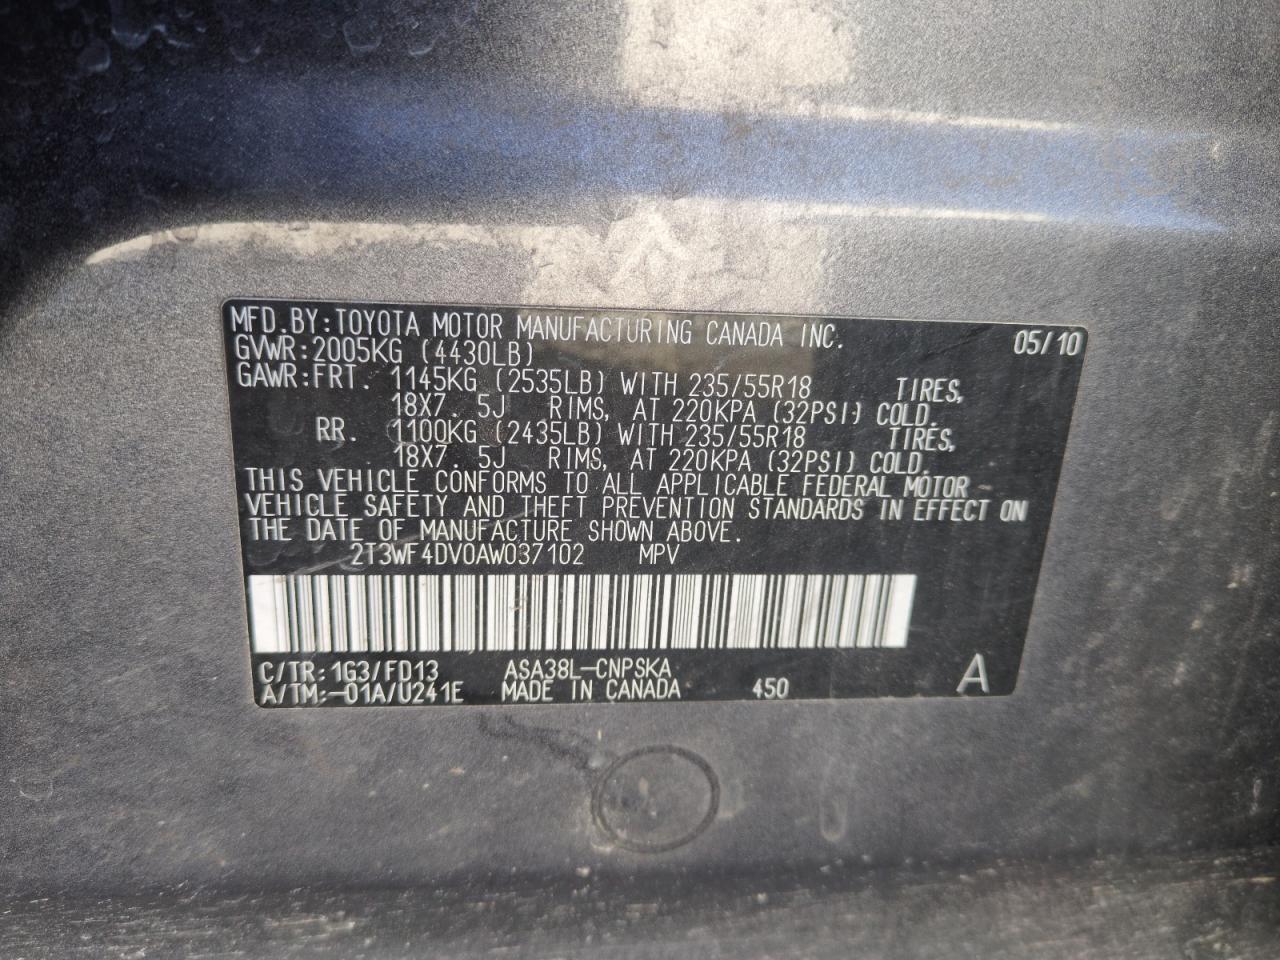 MFD.BY:TOYOTA MOTOR MANUFACTURING CANADA INC. 05/10
GVWR:2005KG (4430LB)
GAWR:FRT. 1145KG (2535LB) WITH 235/55R18 TIRES,
18X7. 5J RIMS, AT 220KPA (32PSI) COLD.
RR. 1100KG (2435LB) WITH 235/55R18 TIRES,
18X7. 5J RIMS, AT 220KPA (32PSI) COLD.
THIS VEHICLE CONFORMS TO ALL APPLICABLE FEDERAL MOTOR
VEHICLE SAFETY AND THEFT PREVENTION STANDARDS IN EFFECT ON
THE DATE OF MANUFACTURE SHOWN ABOVE.
2T3WF4DV0AW037102 MPV
C/TR:1G3/FD13 ASA38L-CNPSKA
A/TM:-01A/U241E MADE IN CANADA 450 A